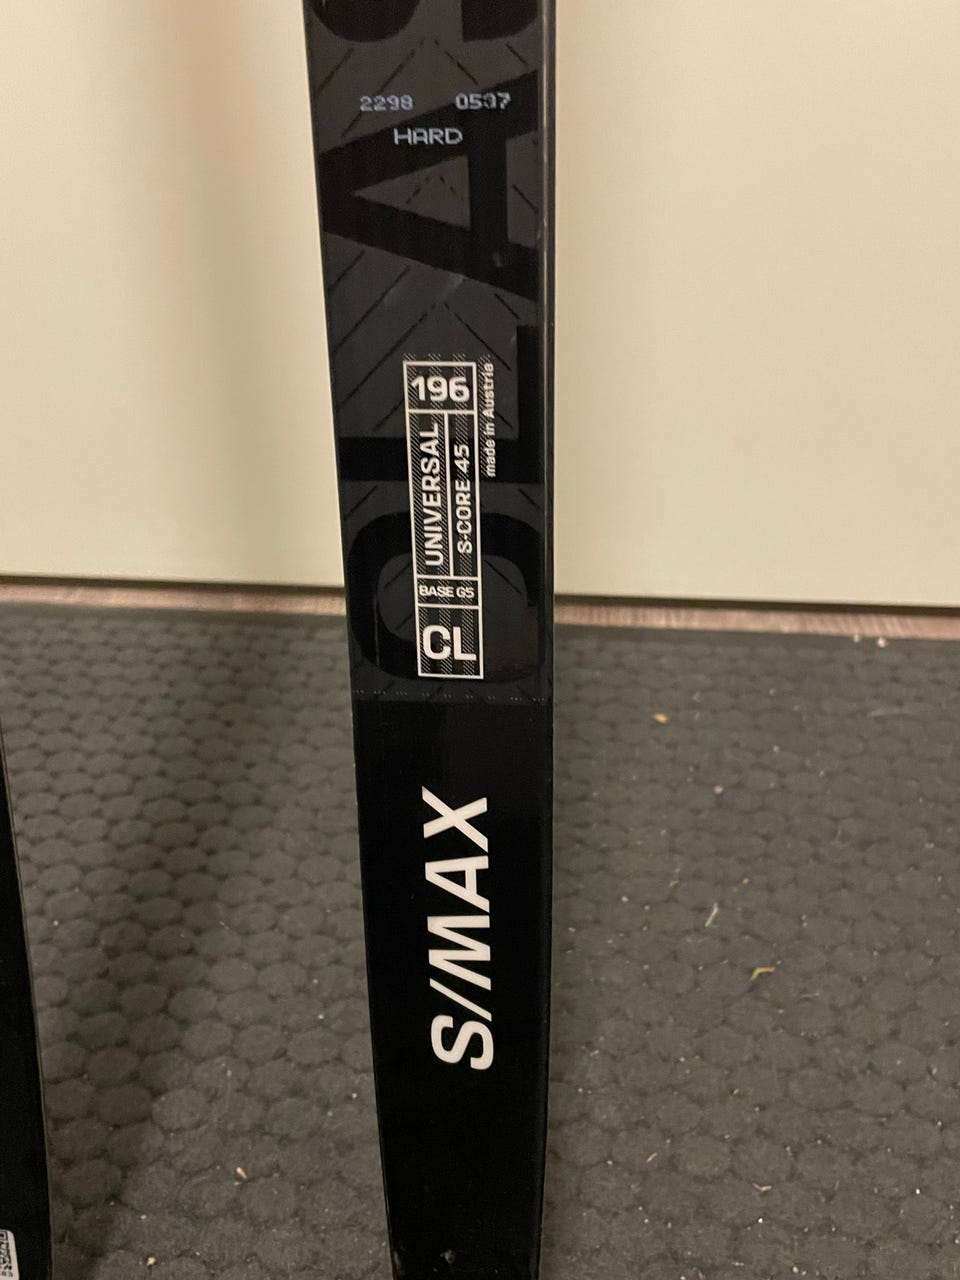 2298 0537
HARD
196
UNIVERSAL
S-CORE 45
made in Austria
BASE G5
CL
S/MAX